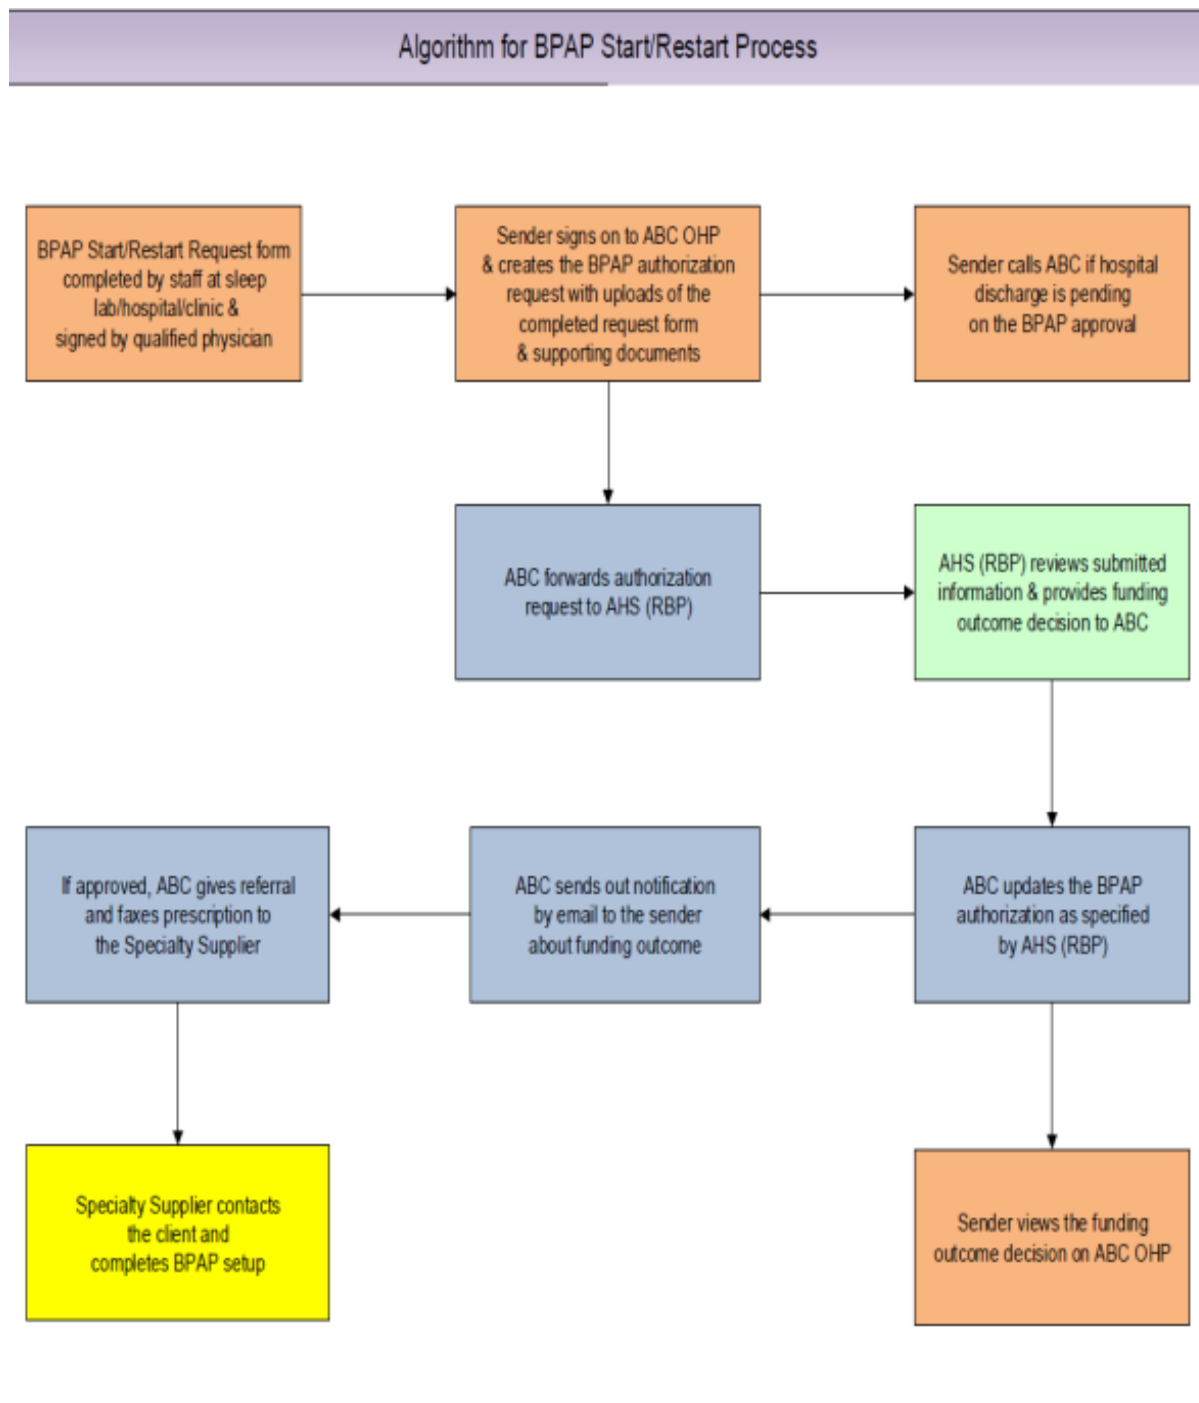 Algorithm for BPAP Start/Restart Process
BPAP Start/Restart Request form
completed by staff at sleep
lab/hospital/clinic &
signed by qualified physician
Sender signs on to ABC OHP
& creates the BPAP authorization
request with uploads of the
completed request form
& supporting documents
Sender calls ABC if hospital
discharge is pending
on the BPAP approval
ABC forwards authorization
request to AHS (RBP)
AHS (RBP) reviews submitted
information & provides funding
outcome decision to ABC
If approved, ABC gives referral
and faxes prescription to
the Specialty Supplier
ABC sends out notification
by email to the sender
about funding outcome
ABC updates the BPAP
authorization as specified
by AHS (RBP)
Specialty Supplier contacts
the client and
completes BPAP setup
Sender views the funding
outcome decision on ABC OHP